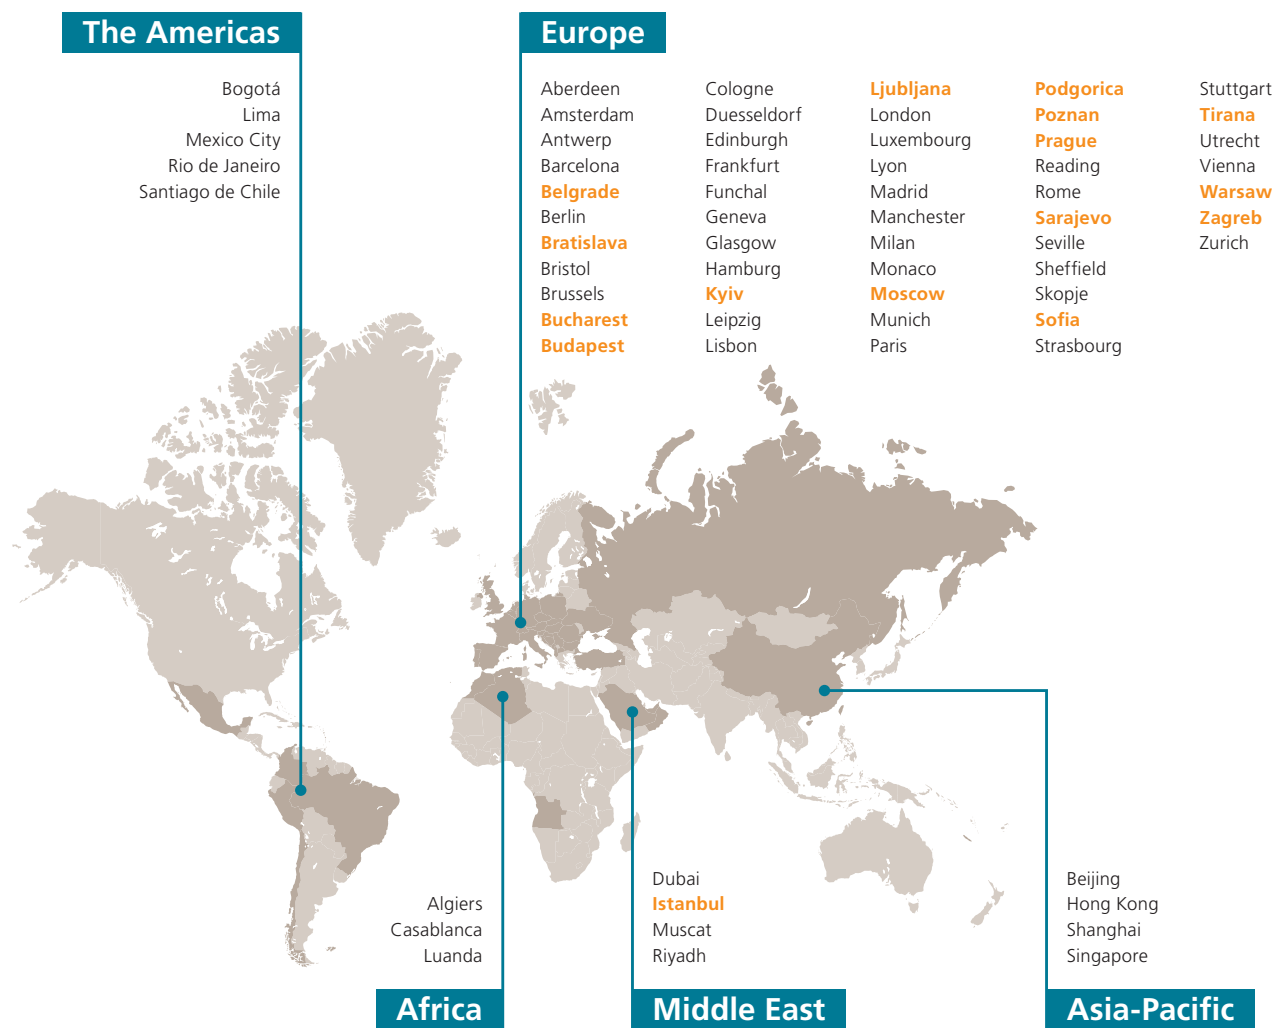 The Americas
Bogotá
Lima
Mexico City
Rio de Janeiro
Santiago de Chile
Europe
Aberdeen
Amsterdam
Antwerp
Barcelona
Belgrade
Berlin
Bratislava
Bristol
Brussels
Bucharest
Budapest
Cologne
Duesseldorf
Edinburgh
Frankfurt
Funchal
Geneva
Glasgow
Hamburg
Kyiv
Leipzig
Lisbon
Ljubljana
London
Luxembourg
Lyon
Madrid
Manchester
Milan
Monaco
Moscow
Munich
Paris
Podgorica
Poznan
Prague
Reading
Rome
Sarajevo
Seville
Sheffield
Skopje
Sofia
Strasbourg
Stuttgart
Tirana
Utrecht
Vienna
Warsaw
Zagreb
Zurich
Algiers
Casablanca
Luanda
Africa
Dubai
Istanbul
Muscat
Riyadh
Middle East
Beijing
Hong Kong
Shanghai
Singapore
Asia-Pacific